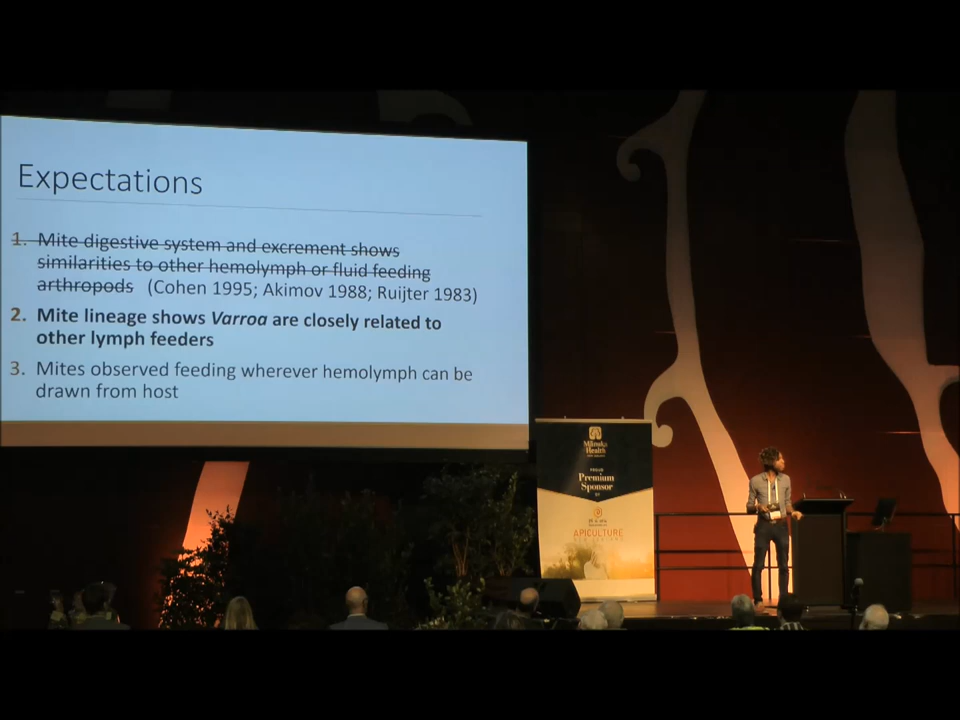 Expectations
1. Mite digestive system and excrement shows
similarities to other hemolymph or fluid feeding
arthropods (Cohen 1995; Akimov 1988; Ruijter 1983)
2. Mite lineage shows Varroa are closely related to
other lymph feeders
3. Mites observed feeding wherever hemolymph can be
drawn from host
Mānuka
Health
Premium
Sponsor
APICULTURE